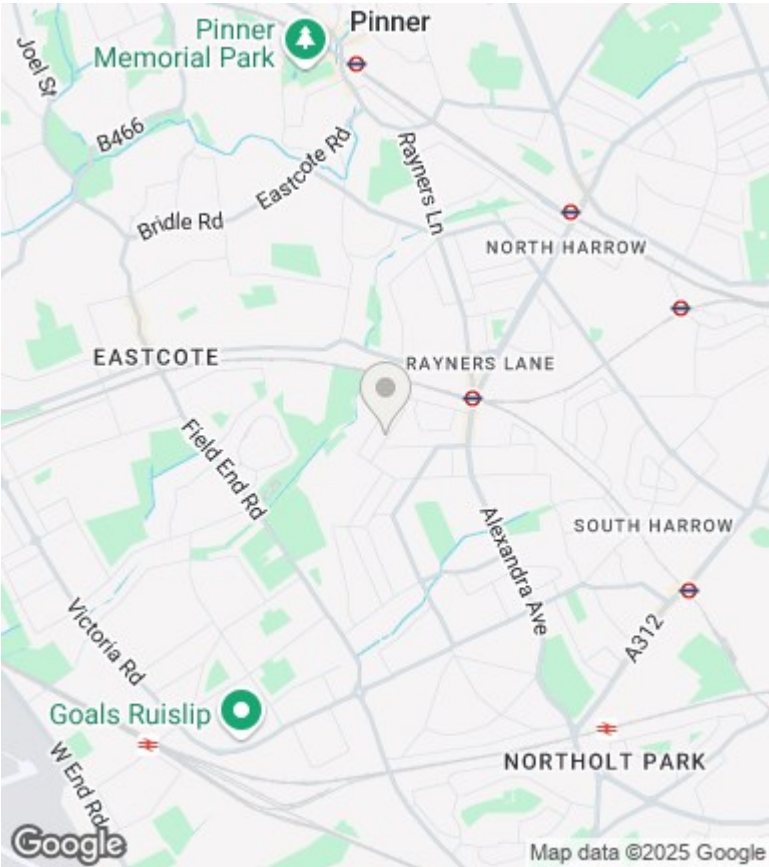 Pinner
Pinner
Memorial Park
Joel St
B466
Eastcote Rd
Rayners Ln
Bridle Rd
NORTH HARROW
EASTCOTE
RAYNERS LANE
Field End Rd
SOUTH HARROW
Alexandra Ave
Victoria Rd
A312
Goals Ruislip
W End Rd
NORTHOLT PARK
Google
Map data ©2025 Google